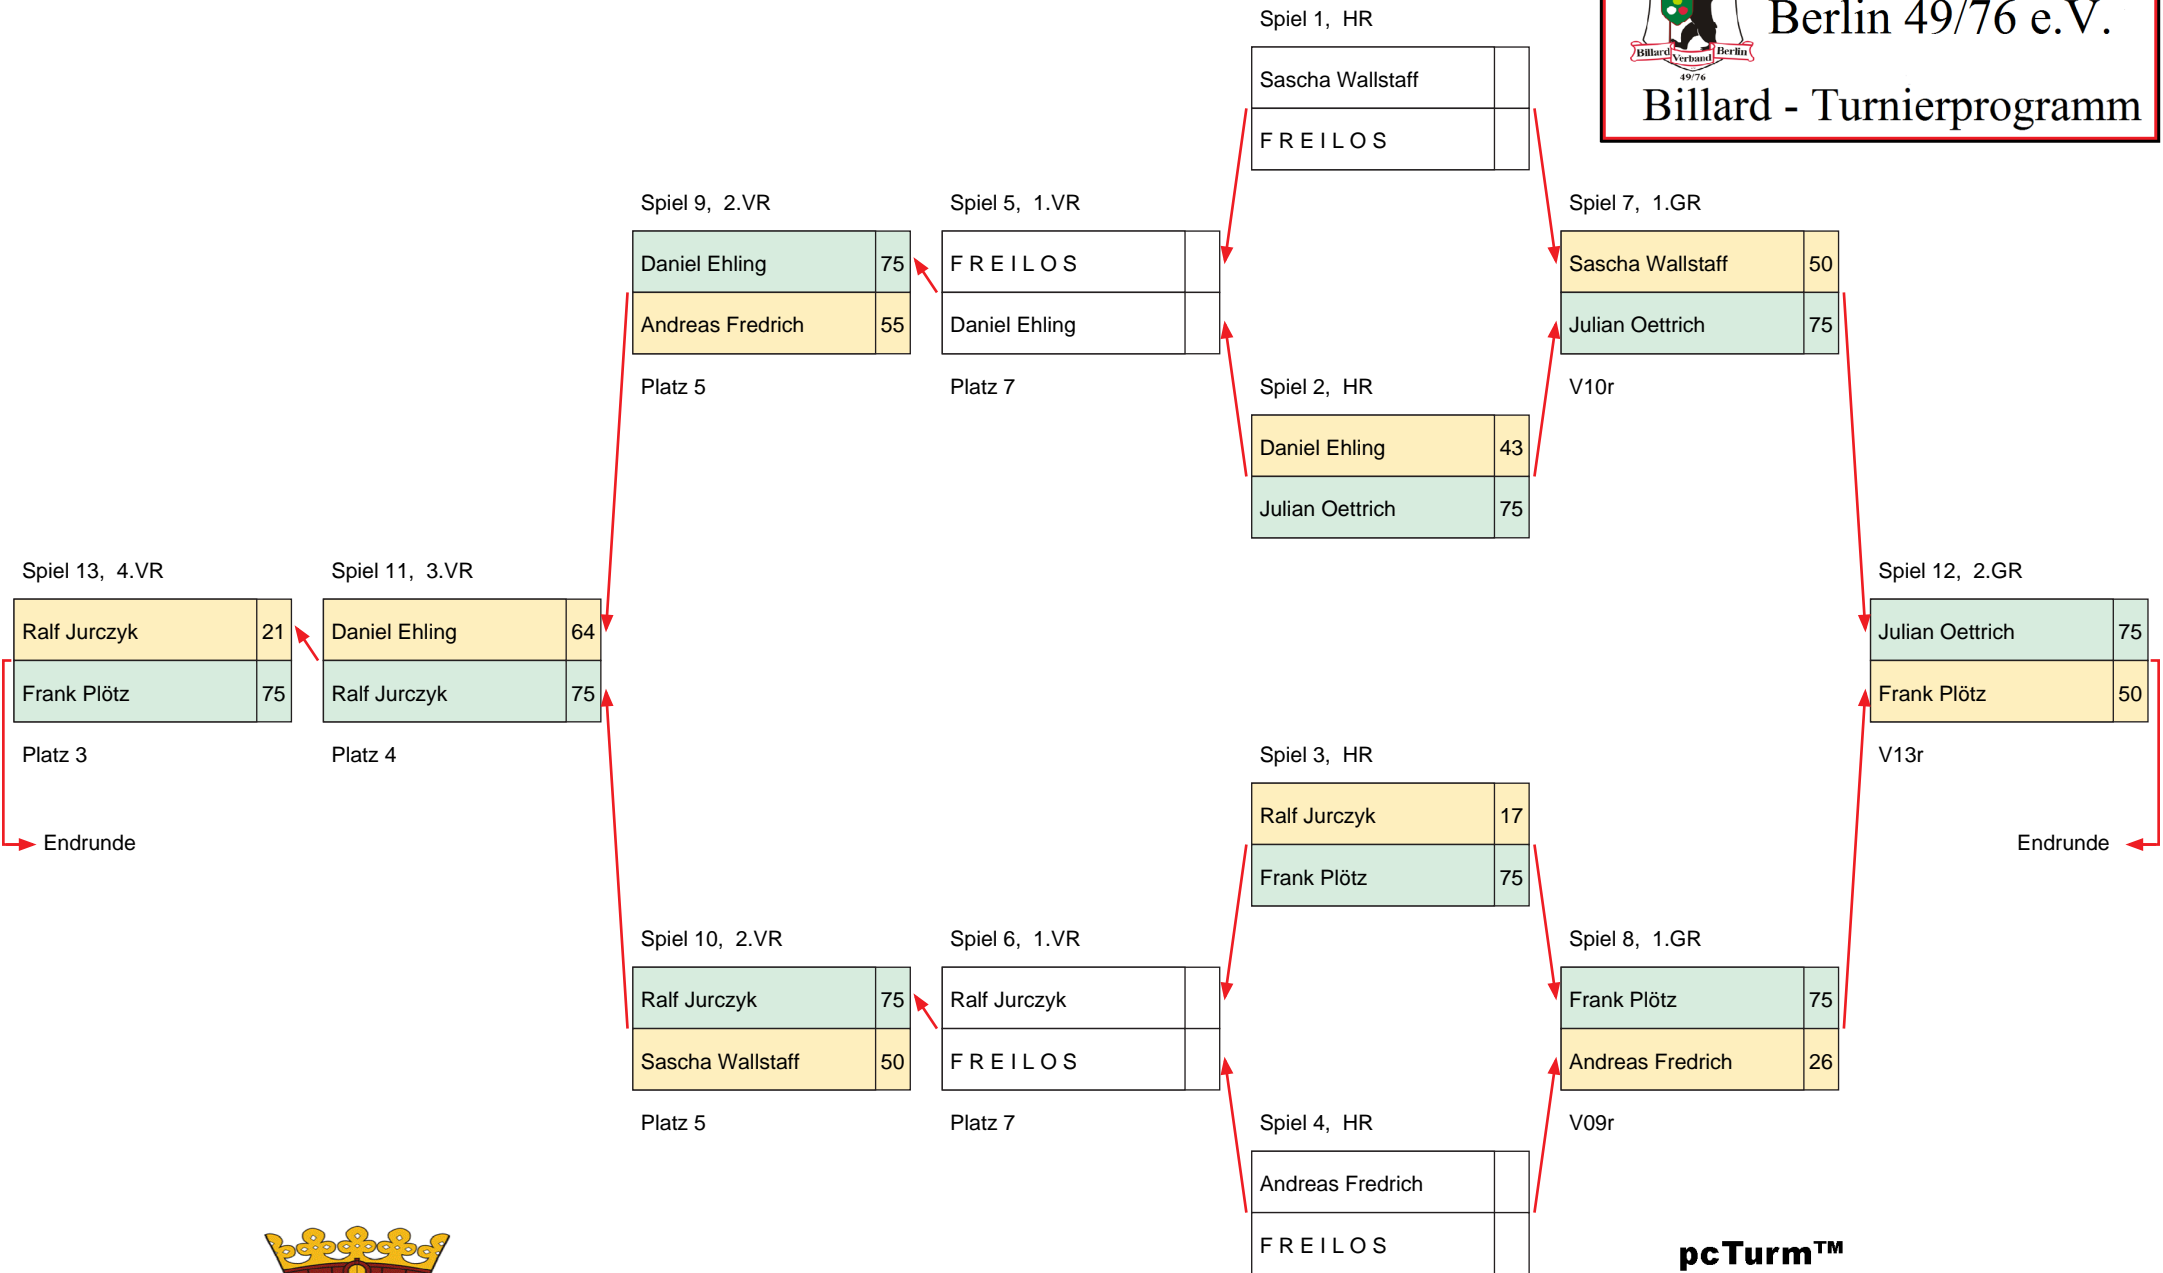 Berlin 49/76 e.V.
Billard
Verband
Berlin
49/76
Billard - Turnierprogramm
Spiel 1, HR
Sascha Wallstaff
F R E I L O S
Spiel 9, 2.VR
Daniel Ehling 75
Andreas Fredrich 55
Platz 5
Spiel 5, 1.VR
F R E I L O S
Daniel Ehling
Platz 7
Spiel 7, 1.GR
Sascha Wallstaff 50
Julian Oettrich 75
V10r
Spiel 2, HR
Daniel Ehling 43
Julian Oettrich 75
Spiel 13, 4.VR
Ralf Jurczyk 21
Frank Plötz 75
Platz 3
Endrunde
Spiel 11, 3.VR
Daniel Ehling 64
Ralf Jurczyk 75
Platz 4
Spiel 12, 2.GR
Julian Oettrich 75
Frank Plötz 50
V13r
Endrunde
Spiel 3, HR
Ralf Jurczyk 17
Frank Plötz 75
Spiel 10, 2.VR
Ralf Jurczyk 75
Sascha Wallstaff 50
Platz 5
Spiel 6, 1.VR
Ralf Jurczyk
F R E I L O S
Platz 7
Spiel 8, 1.GR
Frank Plötz 75
Andreas Fredrich 26
V09r
Spiel 4, HR
Andreas Fredrich
F R E I L O S
pcTurm™